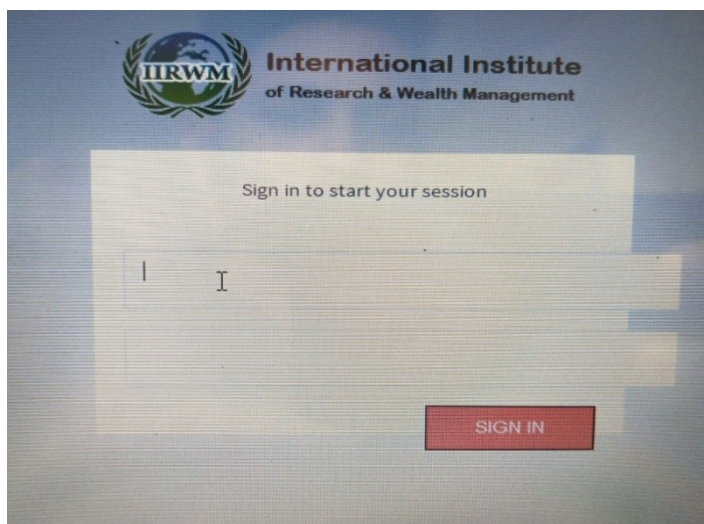 IIRWM
International Institute
of Research & Wealth Management
Sign in to start your session
SIGN IN